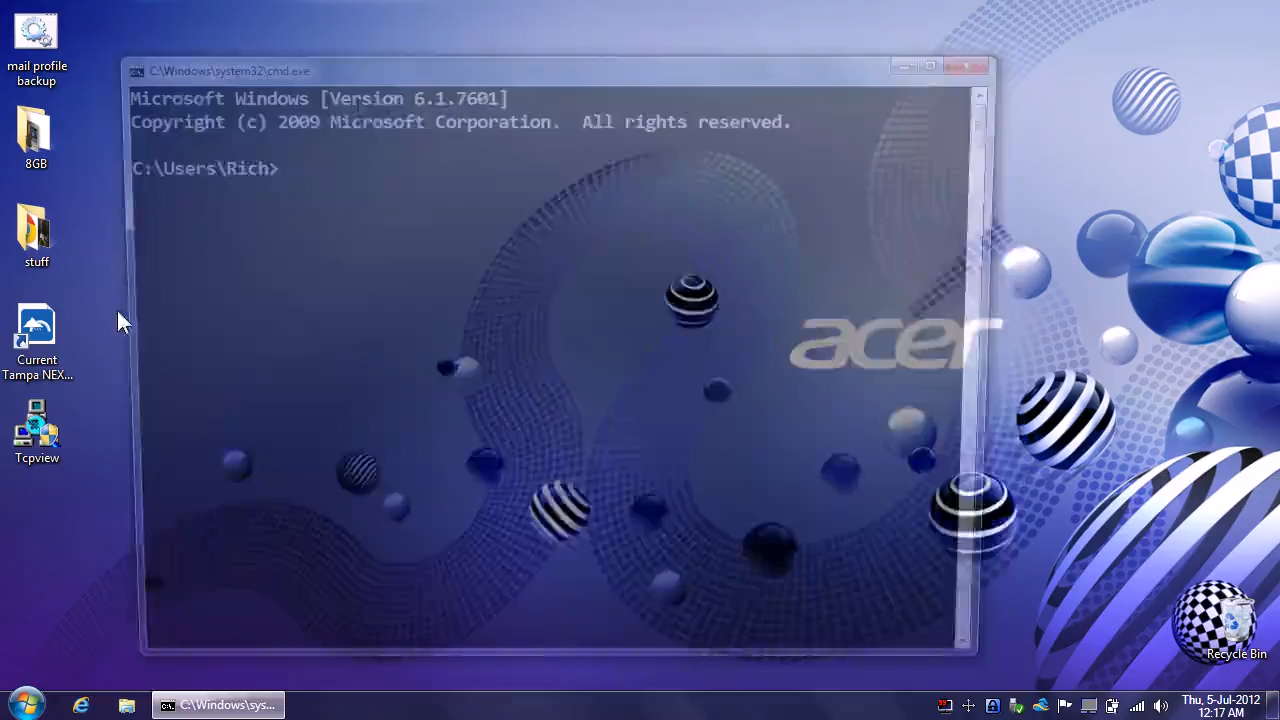 mail profile
backup
8GB
stuff
Current
Tampa NEX...
Tcpview
C:\Windows\system32\cmd.exe
Microsoft Windows [Version 6.1.7601]
Copyright (c) 2009 Microsoft Corporation.  All rights reserved.
C:\Users\Rich>
acer
Recycle Bin
C:\Windows\sys...
Thu, 5-Jul-2012
12:17 AM